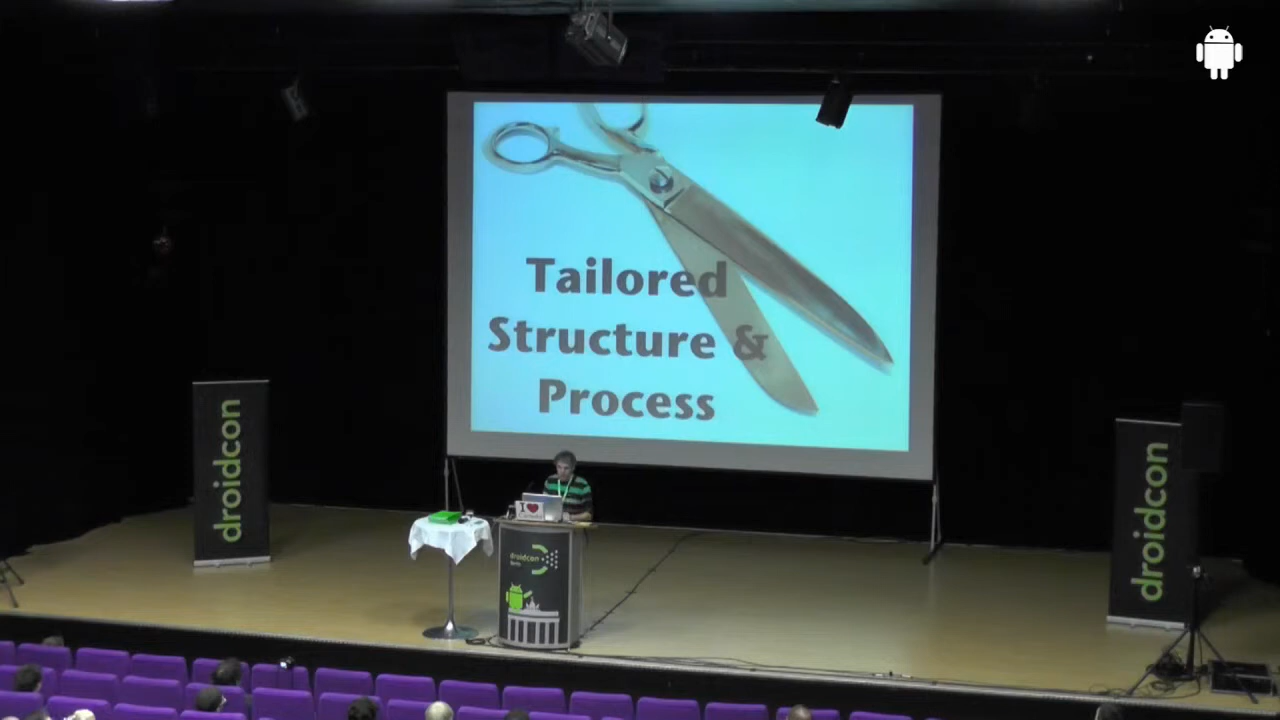 Tailored
Structure &
Process
droidcon
droidcon
I
droidcon